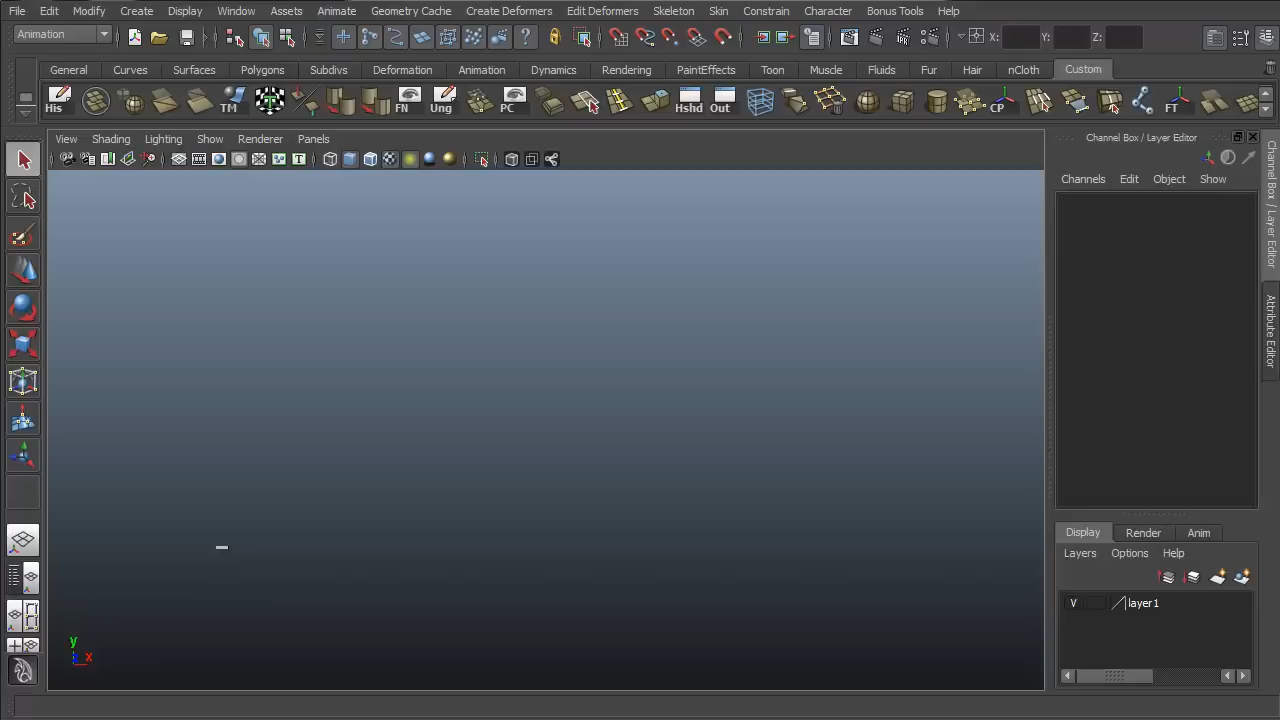 File Edit Modify Create Display Window Assets Animate Geometry Cache Create Deformers Edit Deformers Skeleton Skin Constrain Character Bonus Tools Help
Animation X: Y: Z:
General Curves Surfaces Polygons Subdivs Deformation Animation Dynamics Rendering PaintEffects Toon Muscle Fluids Fur Hair nCloth Custom
His TM FN Ung PC Hshd Out CP FT
View Shading Lighting Show Renderer Panels
T
Channel Box / Layer Editor
Channels Edit Object Show
Channel Box / Layer Editor
Attribute Editor
Display Render Anim
Layers Options Help
V layer1
y
x